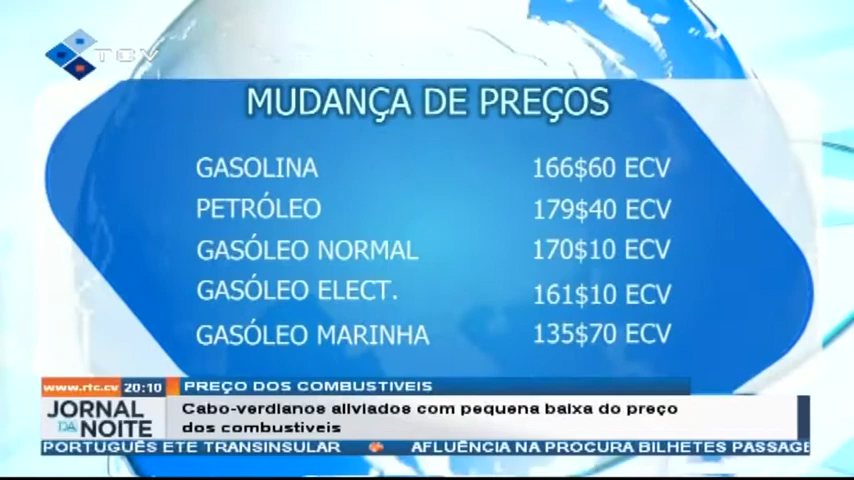 TCV
MUDANÇA DE PREÇOS
GASOLINA 166$60 ECV
PETRÓLEO 179$40 ECV
GASÓLEO NORMAL 170$10 ECV
GASÓLEO ELECT. 161$10 ECV
GASÓLEO MARINHA 135$70 ECV
www.rtc.cv 20:10 PREÇO DOS COMBUSTIVEIS
JORNAL DA NOITE
Cabo-verdianos aliviados com pequena baixa do preço
dos combustiveis
PORTUGUÊS ETE TRANSINSULAR AFLUÊNCIA NA PROCURA BILHETES PASSAGE